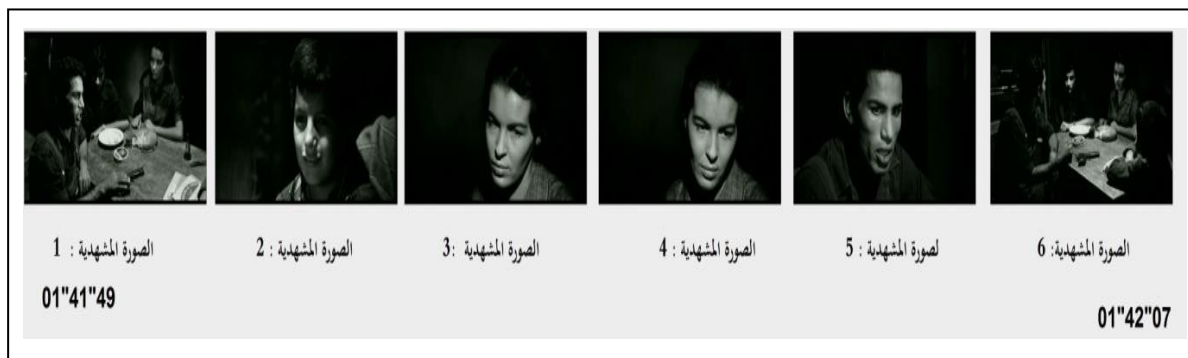 الصورة المشهدية : 1
الصورة المشهدية : 2
الصورة المشهدية :3
الصورة المشهدية : 4
لصورة المشهدية : 5
الصورة المشهدية: 6
01"41"49
01"42"07